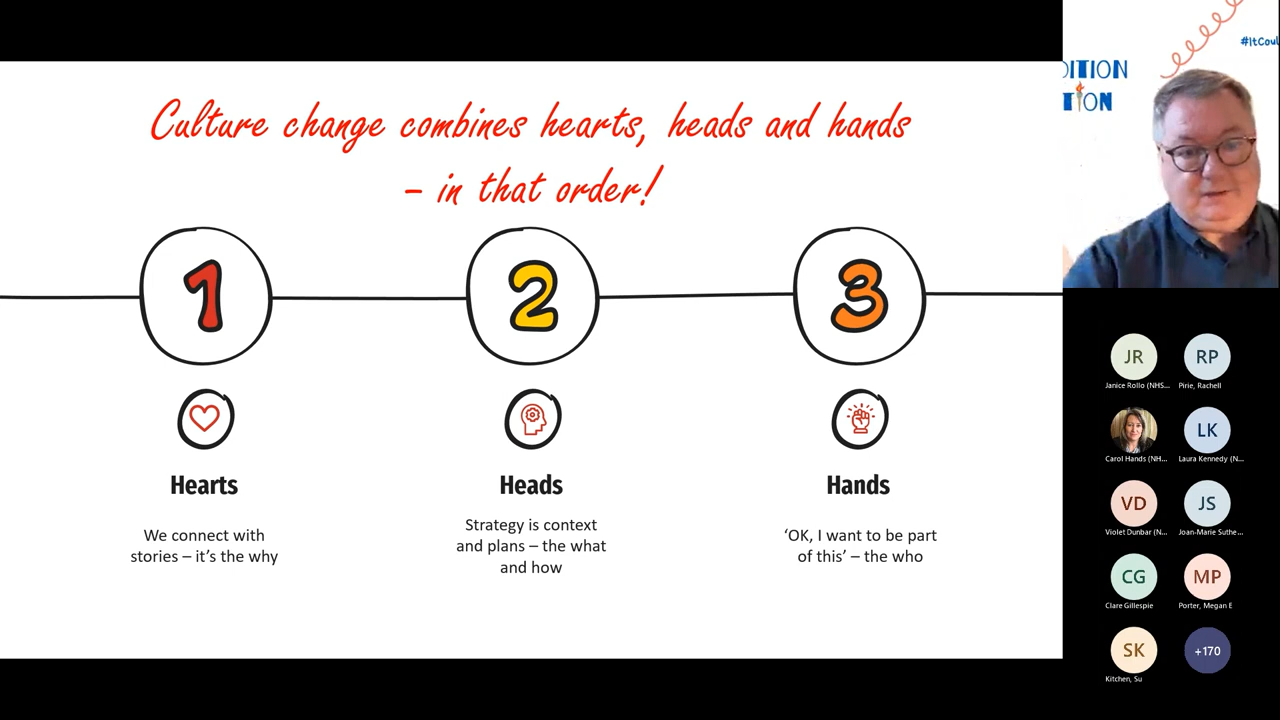 Culture change combines hearts, heads and hands
– in that order!
1
2
3
Hearts
Heads
Hands
We connect with
stories – it's the why
Strategy is context
and plans – the what
and how
‘OK, I want to be part
of this’ – the who
#ItCoul
DITION
TION
JR
RP
Janice Rollo (NHS...
Pirie, Rachell
LK
Carol Hands (NH...
Laura Kennedy (N...
VD
JS
Violet Dunbar (N...
Joan-Marie Suthe...
CG
MP
Clare Gillespie
Porter, Megan E
SK
+170
Kitchen, Su